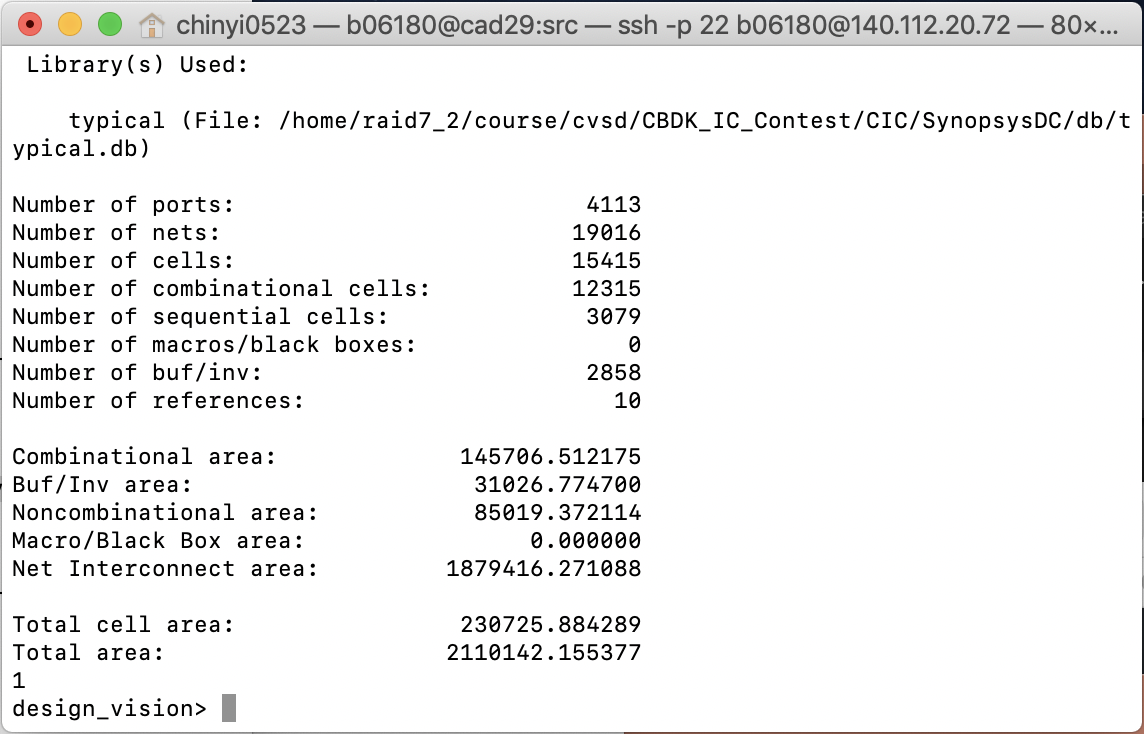 chinyi0523 — b06180@cad29:src — ssh -p 22 b06180@140.112.20.72 — 80×...
Library(s) Used:
typical (File: /home/raid7_2/course/cvsd/CBDK_IC_Contest/CIC/SynopsysDC/db/t
ypical.db)
Number of ports: 4113
Number of nets: 19016
Number of cells: 15415
Number of combinational cells: 12315
Number of sequential cells: 3079
Number of macros/black boxes: 0
Number of buf/inv: 2858
Number of references: 10
Combinational area: 145706.512175
Buf/Inv area: 31026.774700
Noncombinational area: 85019.372114
Macro/Black Box area: 0.000000
Net Interconnect area: 1879416.271088
Total cell area: 230725.884289
Total area: 2110142.155377
1
design_vision>